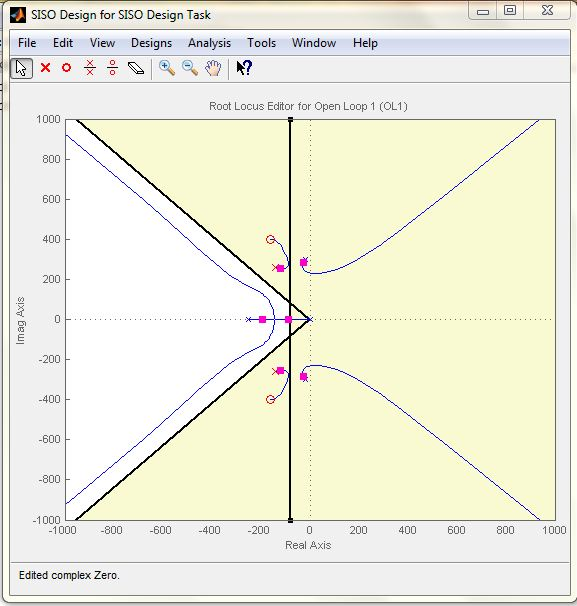 SISO Design for SISO Design Task
File Edit View Designs Analysis Tools Window Help
Root Locus Editor for Open Loop 1 (OL1)
1000
800
600
400
200
0
-200
-400
-600
-800
-1000
Imag Axis
-1000 -800 -600 -400 -200 0 200 400 600 800 1000
Real Axis
Edited complex Zero.